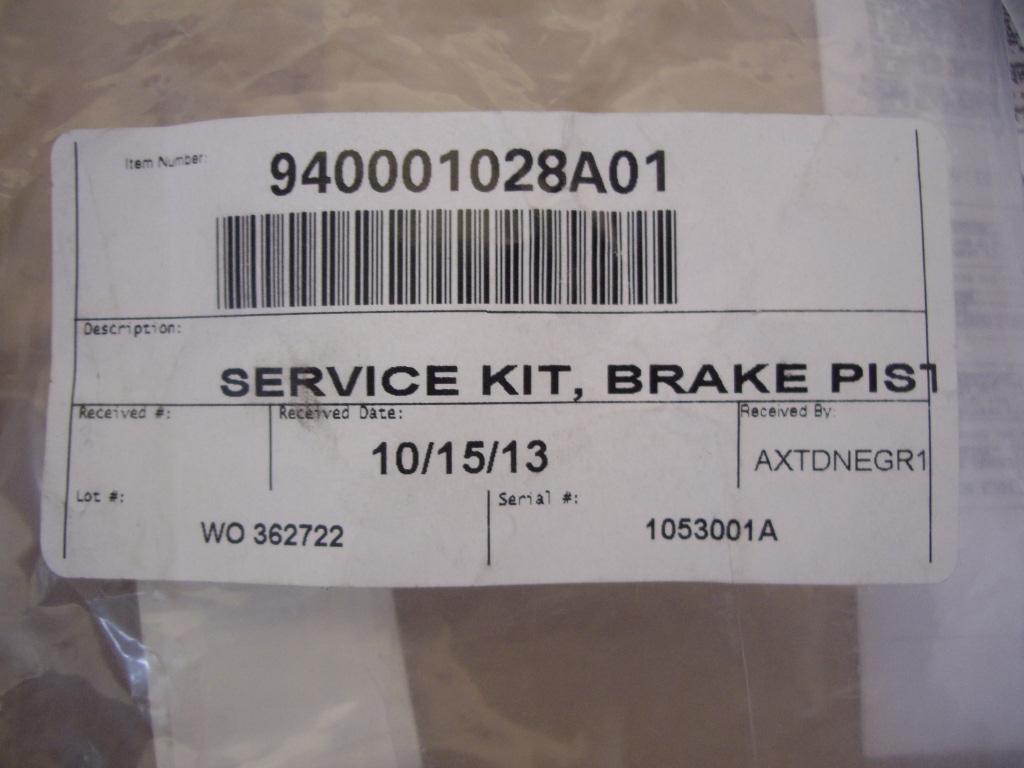 Item Number:
940001028A01
Description:
SERVICE KIT, BRAKE PIST
Received #:
Received Date:
10/15/13
Received By:
AXTDNEGR1
Lot #:
WO 362722
Serial #:
1053001A